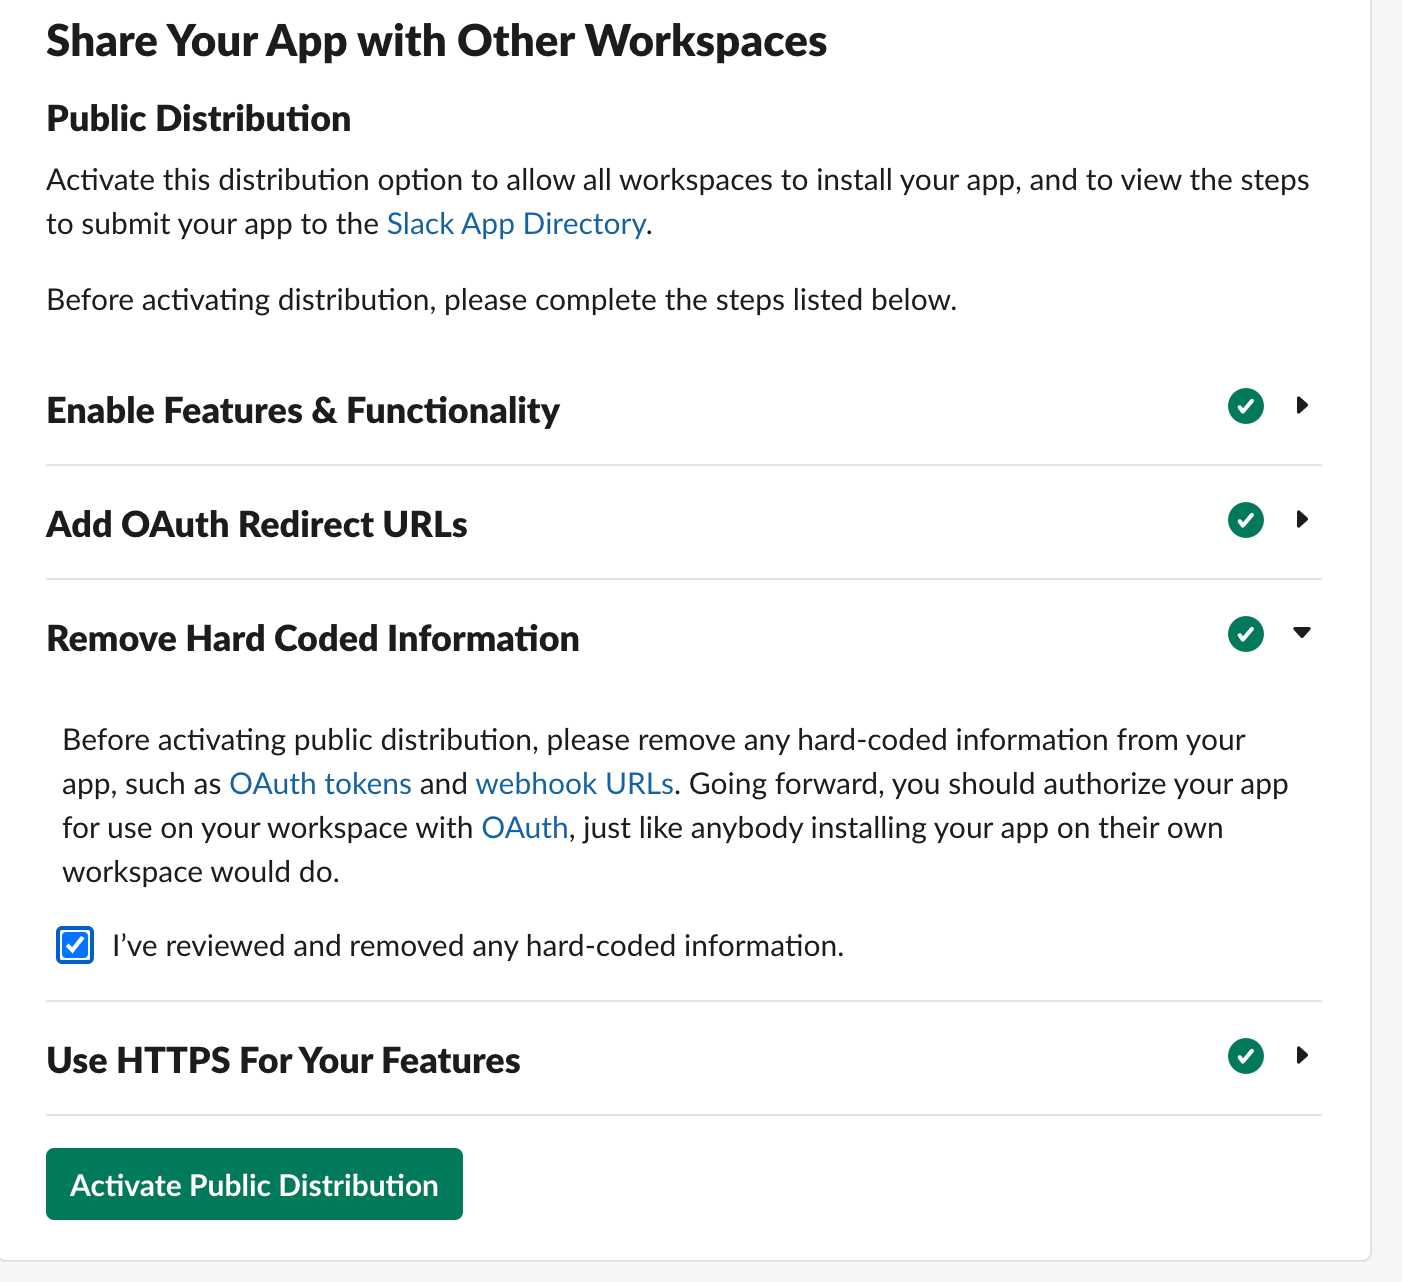 Share Your App with Other Workspaces
Public Distribution
Activate this distribution option to allow all workspaces to install your app, and to view the steps
to submit your app to the Slack App Directory.
Before activating distribution, please complete the steps listed below.
Enable Features & Functionality
Add OAuth Redirect URLs
Remove Hard Coded Information
Before activating public distribution, please remove any hard-coded information from your
app, such as OAuth tokens and webhook URLs. Going forward, you should authorize your app
for use on your workspace with OAuth, just like anybody installing your app on their own
workspace would do.
I’ve reviewed and removed any hard-coded information.
Use HTTPS For Your Features
Activate Public Distribution